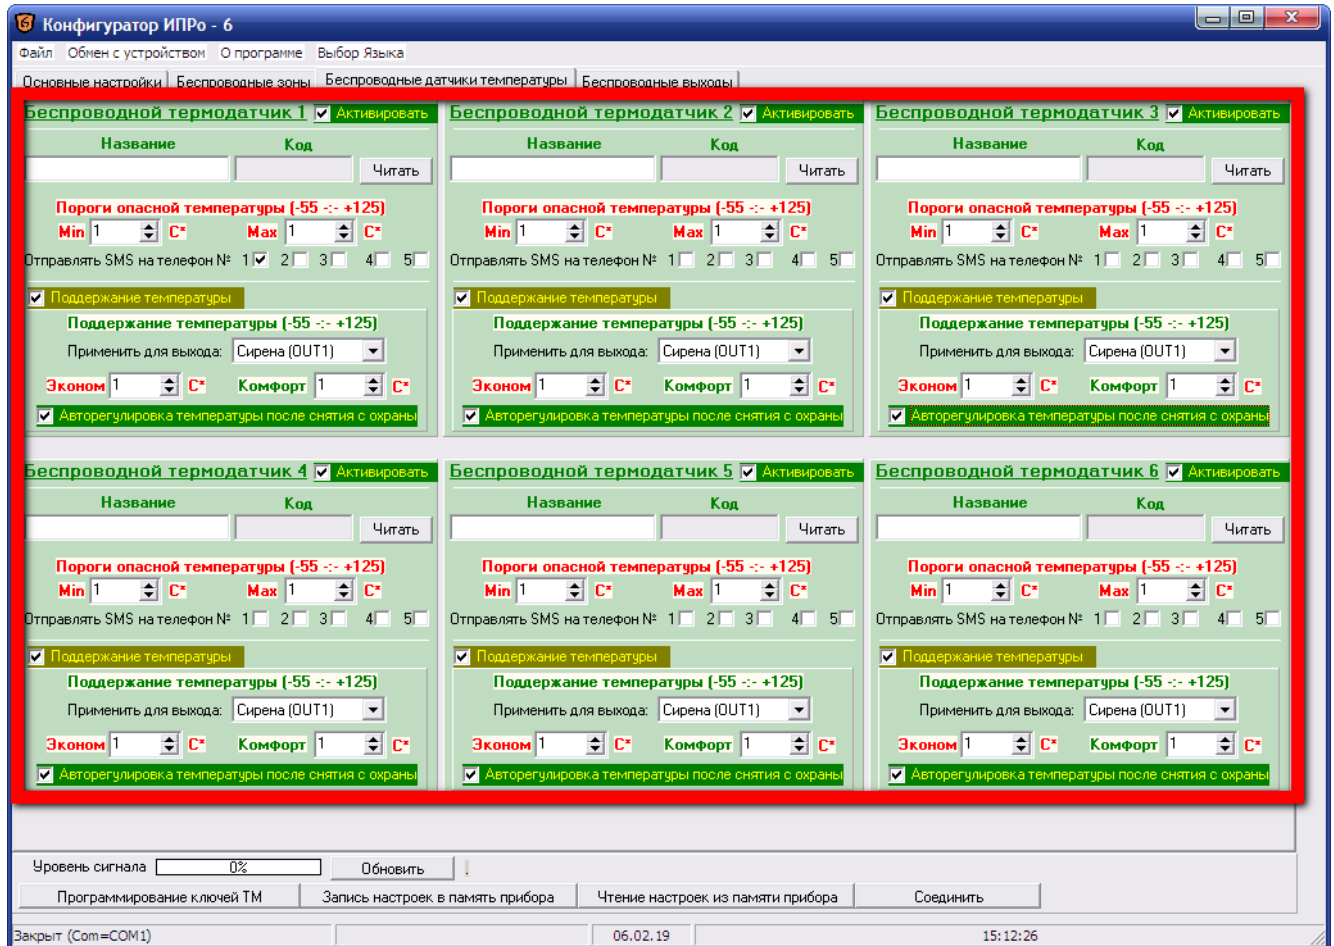 Конфигуратор ИПРо - 6
Файл Обмен с устройством О программе Выбор Языка
Основные настройки Беспроводные зоны Беспроводные датчики температуры Беспроводные выходы
Беспроводной термодатчик 1 Активировать Беспроводной термодатчик 2 Активировать Беспроводной термодатчик 3 Активировать
Название Код Название Код Название Код
Читать Читать Читать
Пороги опасной температуры (-55 -:- +125) Пороги опасной температуры (-55 -:- +125) Пороги опасной температуры (-55 -:- +125)
Min 1 C* Max 1 C* Min 1 C* Max 1 C* Min 1 C* Max 1 C*
Отправлять SMS на телефон № 1 2 3 4 5 Отправлять SMS на телефон № 1 2 3 4 5 Отправлять SMS на телефон № 1 2 3 4 5
Поддержание температуры Поддержание температуры Поддержание температуры
Поддержание температуры (-55 -:- +125) Поддержание температуры (-55 -:- +125) Поддержание температуры (-55 -:- +125)
Применить для выхода: Сирена (OUT1) Применить для выхода: Сирена (OUT1) Применить для выхода: Сирена (OUT1)
Эконом 1 C* Комфорт 1 C* Эконом 1 C* Комфорт 1 C* Эконом 1 C* Комфорт 1 C*
Авторегулировка температуры после снятия с охраны Авторегулировка температуры после снятия с охраны Авторегулировка температуры после снятия с охраны
Беспроводной термодатчик 4 Активировать Беспроводной термодатчик 5 Активировать Беспроводной термодатчик 6 Активировать
Название Код Название Код Название Код
Читать Читать Читать
Пороги опасной температуры (-55 -:- +125) Пороги опасной температуры (-55 -:- +125) Пороги опасной температуры (-55 -:- +125)
Min 1 C* Max 1 C* Min 1 C* Max 1 C* Min 1 C* Max 1 C*
Отправлять SMS на телефон № 1 2 3 4 5 Отправлять SMS на телефон № 1 2 3 4 5 Отправлять SMS на телефон № 1 2 3 4 5
Поддержание температуры Поддержание температуры Поддержание температуры
Поддержание температуры (-55 -:- +125) Поддержание температуры (-55 -:- +125) Поддержание температуры (-55 -:- +125)
Применить для выхода: Сирена (OUT1) Применить для выхода: Сирена (OUT1) Применить для выхода: Сирена (OUT1)
Эконом 1 C* Комфорт 1 C* Эконом 1 C* Комфорт 1 C* Эконом 1 C* Комфорт 1 C*
Авторегулировка температуры после снятия с охраны Авторегулировка температуры после снятия с охраны Авторегулировка температуры после снятия с охраны
Уровень сигнала 0% Обновить .
Программирование ключей ТМ Запись настроек в память прибора Чтение настроек из памяти прибора Соединить
Закрыт (Com=COM1) 06.02.19 15:12:26